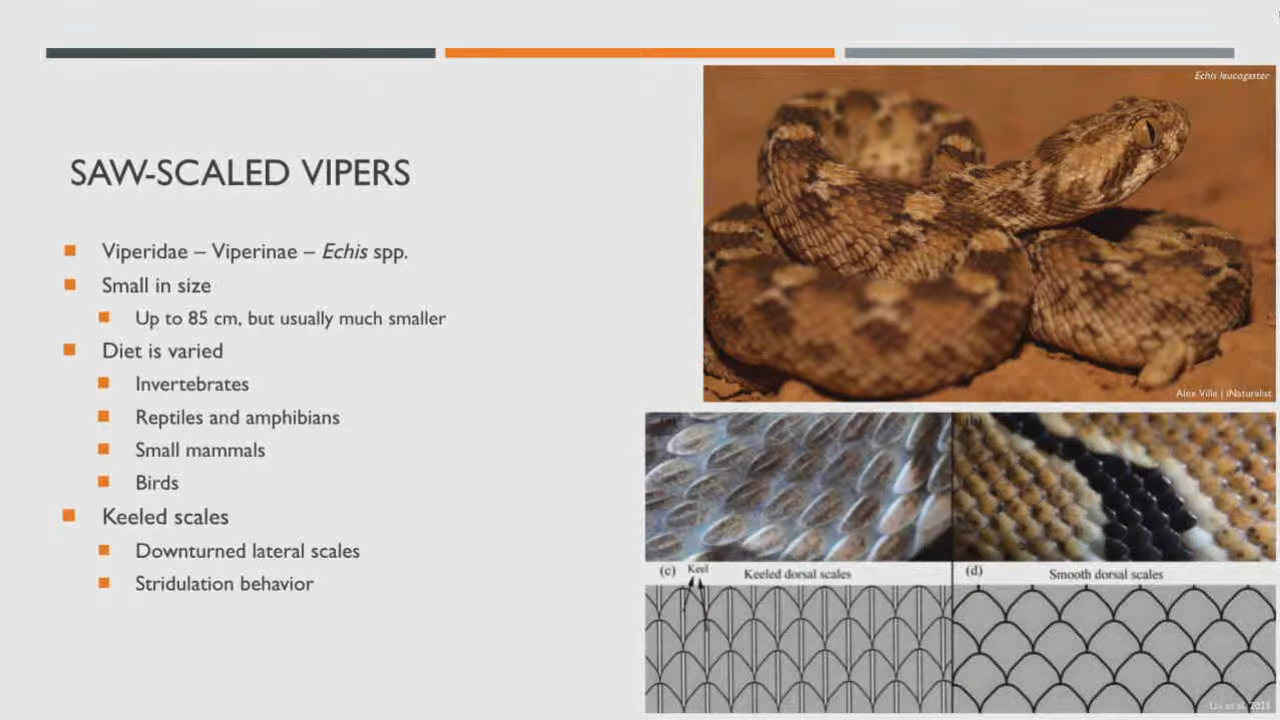 Echis leucogaster
SAW-SCALED VIPERS
Viperidae – Viperinae – Echis spp.
Small in size
Up to 85 cm, but usually much smaller
Diet is varied
Invertebrates
Reptiles and amphibians
Small mammals
Birds
Keeled scales
Downturned lateral scales
Stridulation behavior
Alex Ville | iNaturalist
(c) Keel Keeled dorsal scales
(d) Smooth dorsal scales